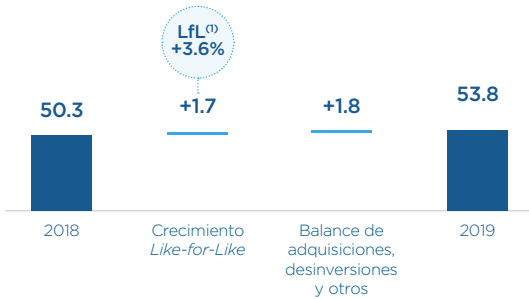 LfL(1)
+3.6%
50.3
+1.7
+1.8
53.8
2018
Crecimiento
Like-for-Like
Balance de
adquisiciones,
desinversiones
y otros
2019